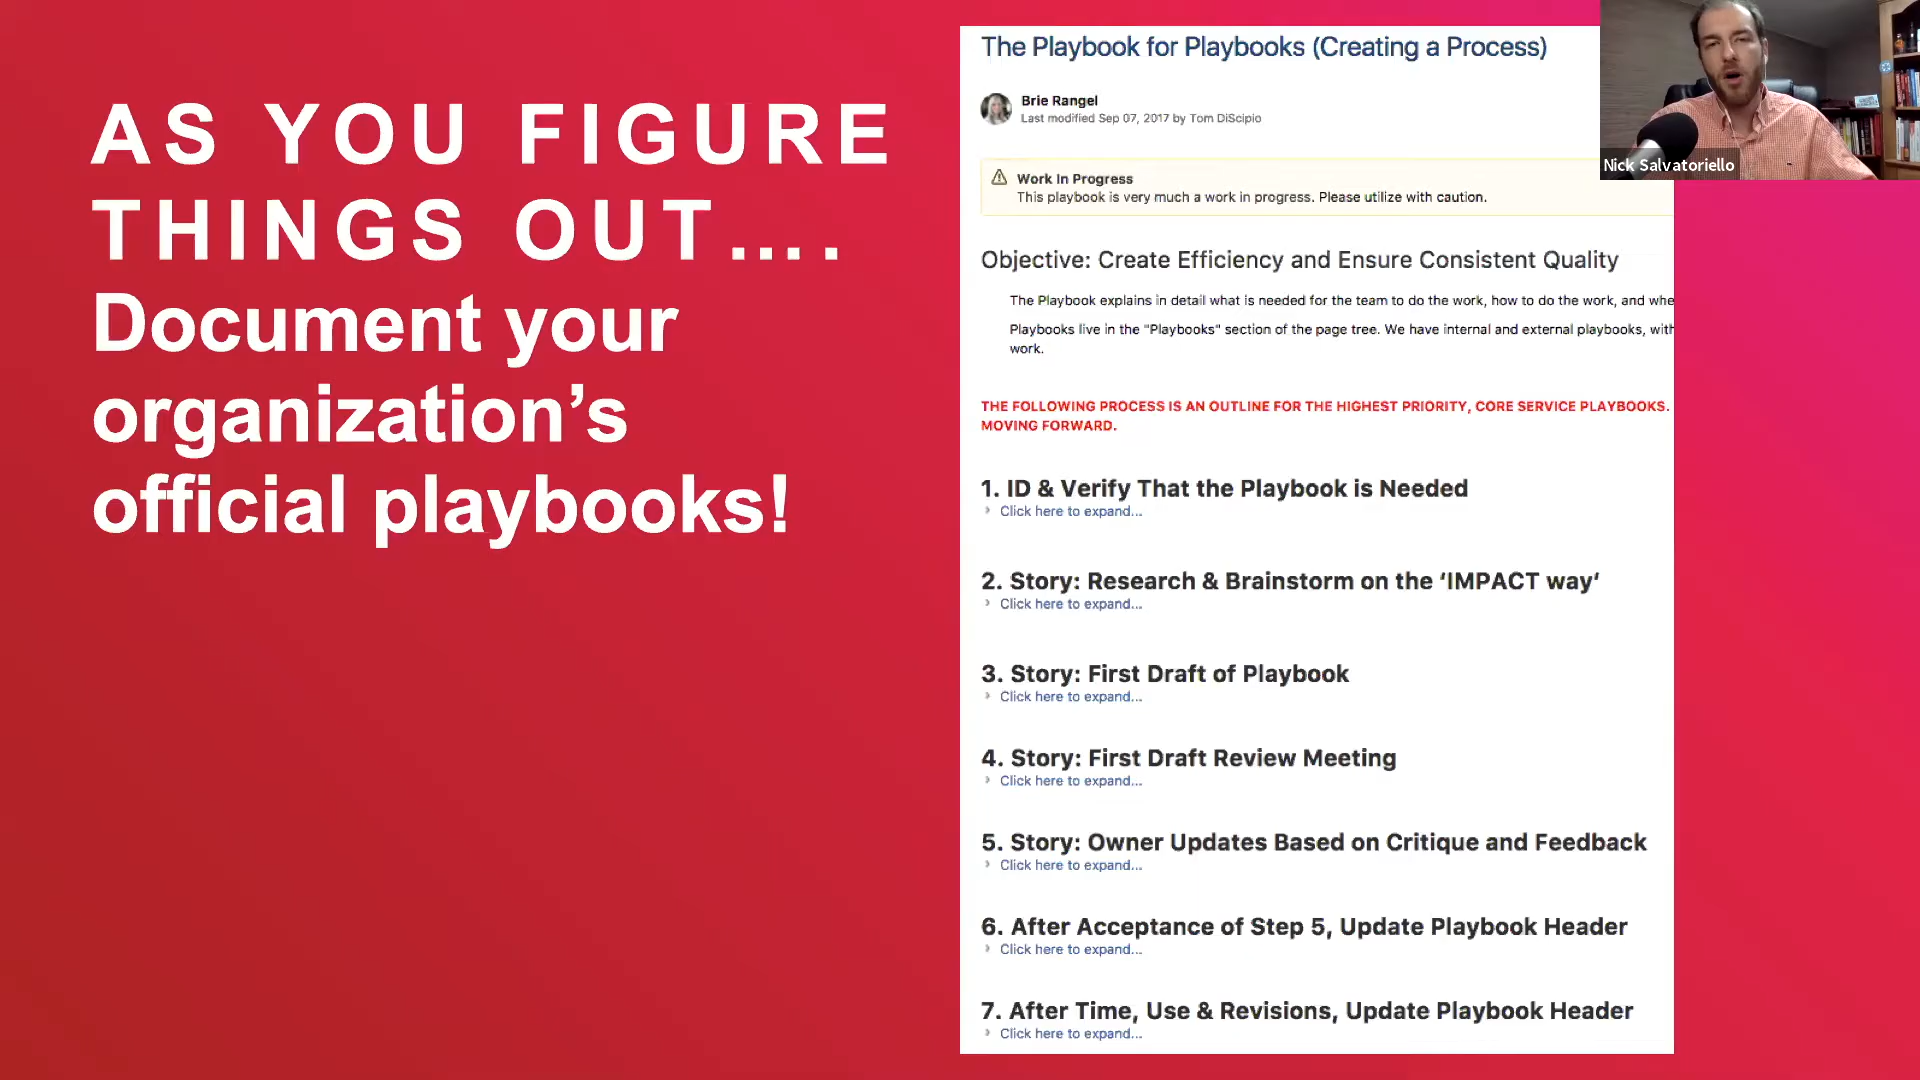 AS YOU FIGURE
THINGS OUT....
Document your
organization’s
official playbooks!
The Playbook for Playbooks (Creating a Process)
Brie Rangel
Last modified Sep 07, 2017 by Tom DiScipio
Work In Progress
This playbook is very much a work in progress. Please utilize with caution.
Objective: Create Efficiency and Ensure Consistent Quality
The Playbook explains in detail what is needed for the team to do the work, how to do the work, and whe
Playbooks live in the "Playbooks" section of the page tree. We have internal and external playbooks, with
work.
THE FOLLOWING PROCESS IS AN OUTLINE FOR THE HIGHEST PRIORITY, CORE SERVICE PLAYBOOKS.
MOVING FORWARD.
1. ID & Verify That the Playbook is Needed
Click here to expand...
2. Story: Research & Brainstorm on the ‘IMPACT way‘
Click here to expand...
3. Story: First Draft of Playbook
Click here to expand...
4. Story: First Draft Review Meeting
Click here to expand...
5. Story: Owner Updates Based on Critique and Feedback
Click here to expand...
6. After Acceptance of Step 5, Update Playbook Header
Click here to expand...
7. After Time, Use & Revisions, Update Playbook Header
Click here to expand...
Nick Salvatoriello